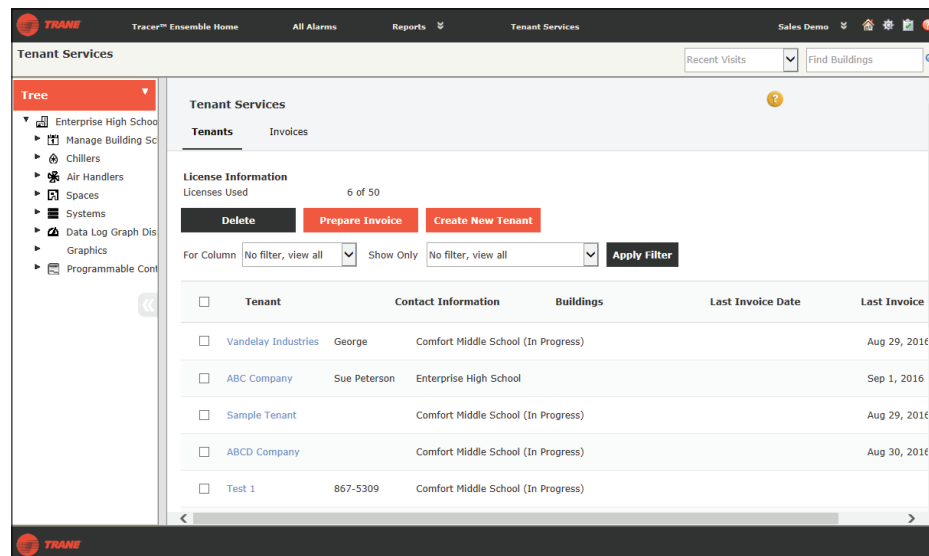 TRANE Tracer™ Ensemble Home All Alarms Reports Tenant Services Sales Demo
Tenant Services
Recent Visits Find Buildings
Tree
Enterprise High Schoo
Manage Building Sc
Chillers
Air Handlers
Spaces
Systems
Data Log Graph Dis
Graphics
Programmable Cont
Tenant Services ?
Tenants Invoices
License Information
Licenses Used 6 of 50
Delete Prepare Invoice Create New Tenant
For Column No filter, view all Show Only No filter, view all Apply Filter
Tenant Contact Information Buildings Last Invoice Date Last Invoice
Vandelay Industries George Comfort Middle School (In Progress) Aug 29, 2016
ABC Company Sue Peterson Enterprise High School Sep 1, 2016
Sample Tenant Comfort Middle School (In Progress) Aug 29, 2016
ABCD Company Comfort Middle School (In Progress) Aug 30, 2016
Test 1 867-5309 Comfort Middle School (In Progress)
TRANE